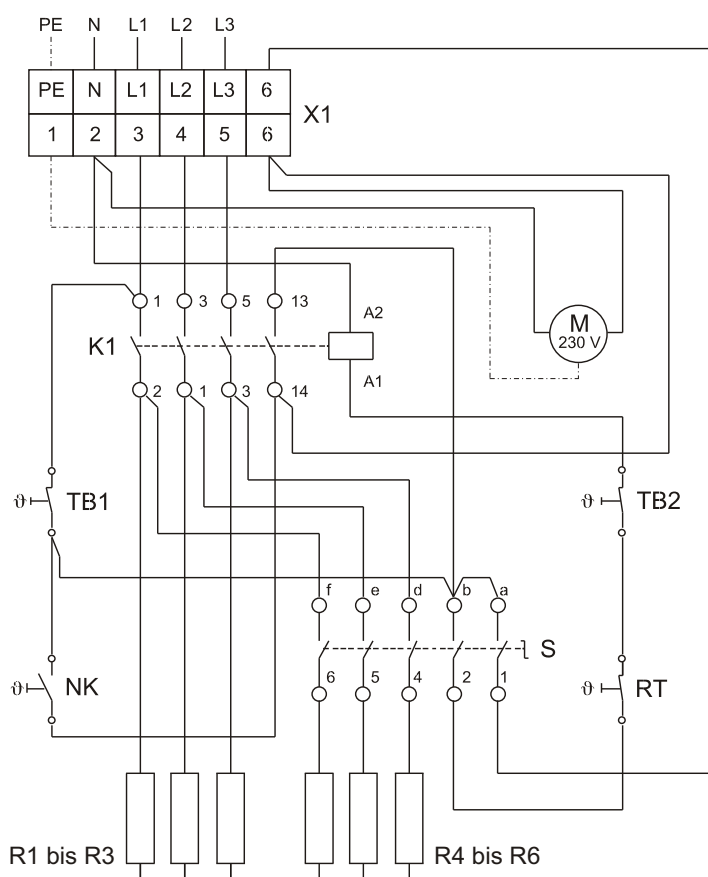 PE N L1 L2 L3
PE N L1 L2 L3 6
X1
1 2 3 4 5 6
1 3 5 13
A2
M
230 V
K1
A1
2 1 3 14
ϑ TB1
ϑ TB2
f e d b a
S
ϑ NK
6 5 4 2 1
ϑ RT
R1 bis R3
R4 bis R6